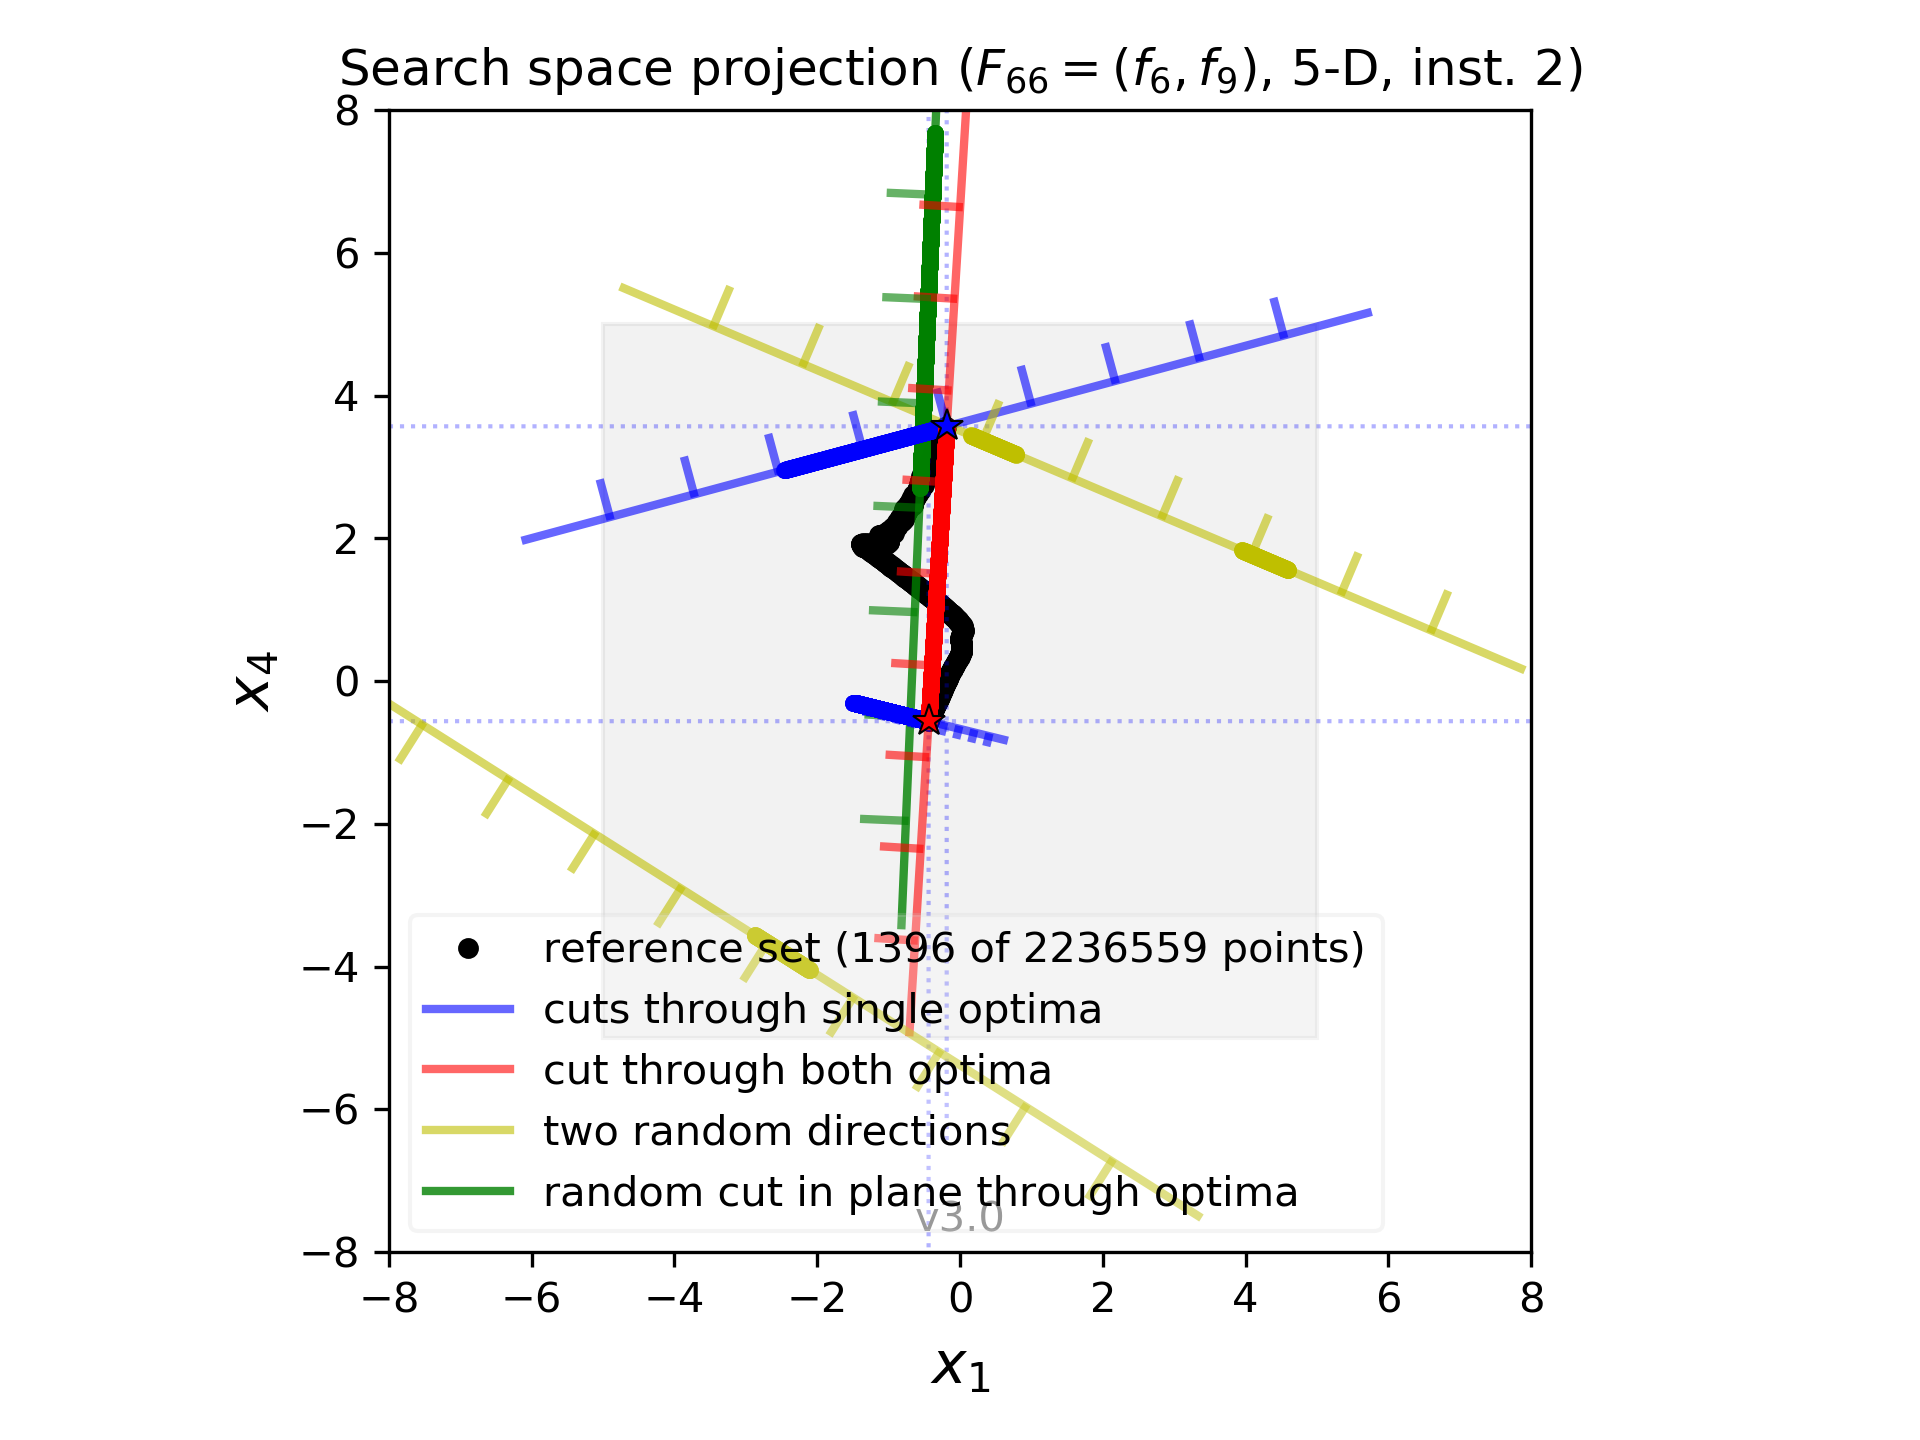 Search space projection (F₆₆ = (f₆, f₉), 5-D, inst. 2)
8
6
4
2
0
−2
−4
−6
−8
x₄
reference set (1396 of 2236559 points)
cuts through single optima
cut through both optima
two random directions
random cut in plane through optima
v3.0
−8 −6 −4 −2 0 2 4 6 8
x₁